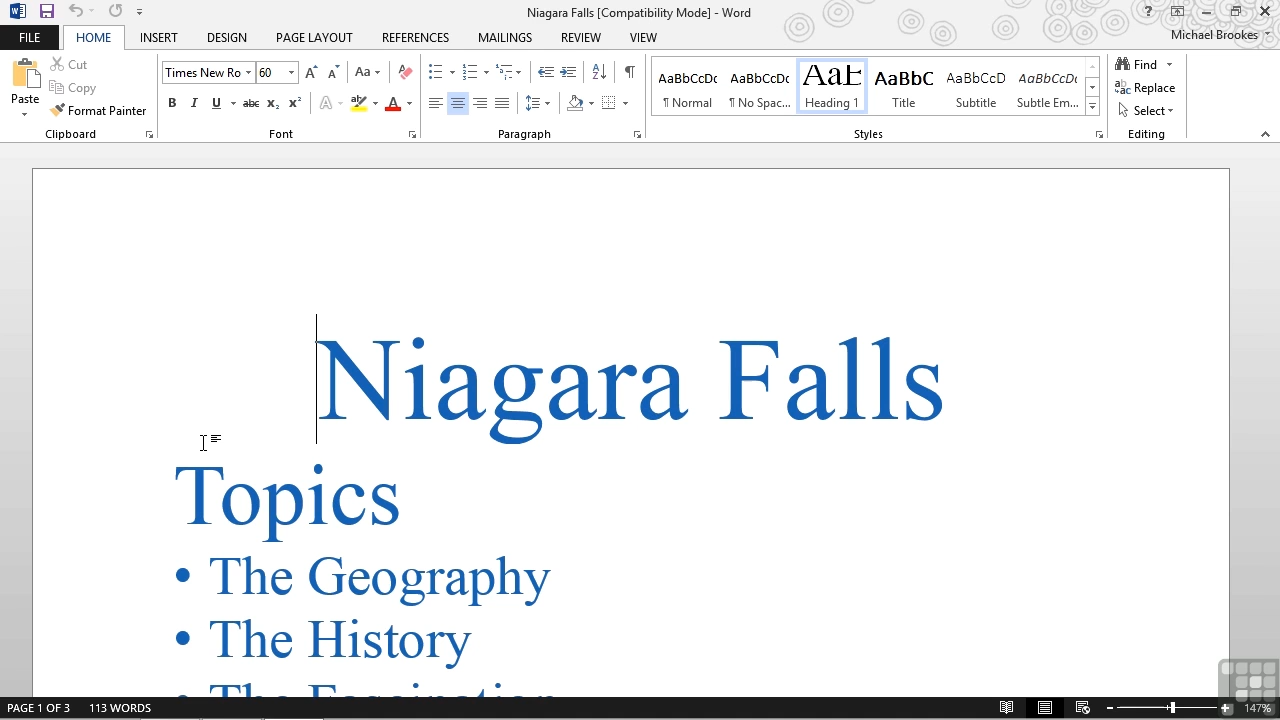 Niagara Falls [Compatibility Mode] - Word
FILE HOME INSERT DESIGN PAGE LAYOUT REFERENCES MAILINGS REVIEW VIEW Michael Brookes
Paste
Cut
Copy
Format Painter
Clipboard
Times New Ro 60
Font
Paragraph
AaBbCcDc AaBbCcDc AaE AaBbC AaBbCcD AaBbCcDc
¶ Normal ¶ No Spac... Heading 1 Title Subtitle Subtle Em...
Styles
Find
Replace
Select
Editing
Niagara Falls
Topics
• The Geography
• The History
• The Fascination
PAGE 1 OF 3 113 WORDS 147%